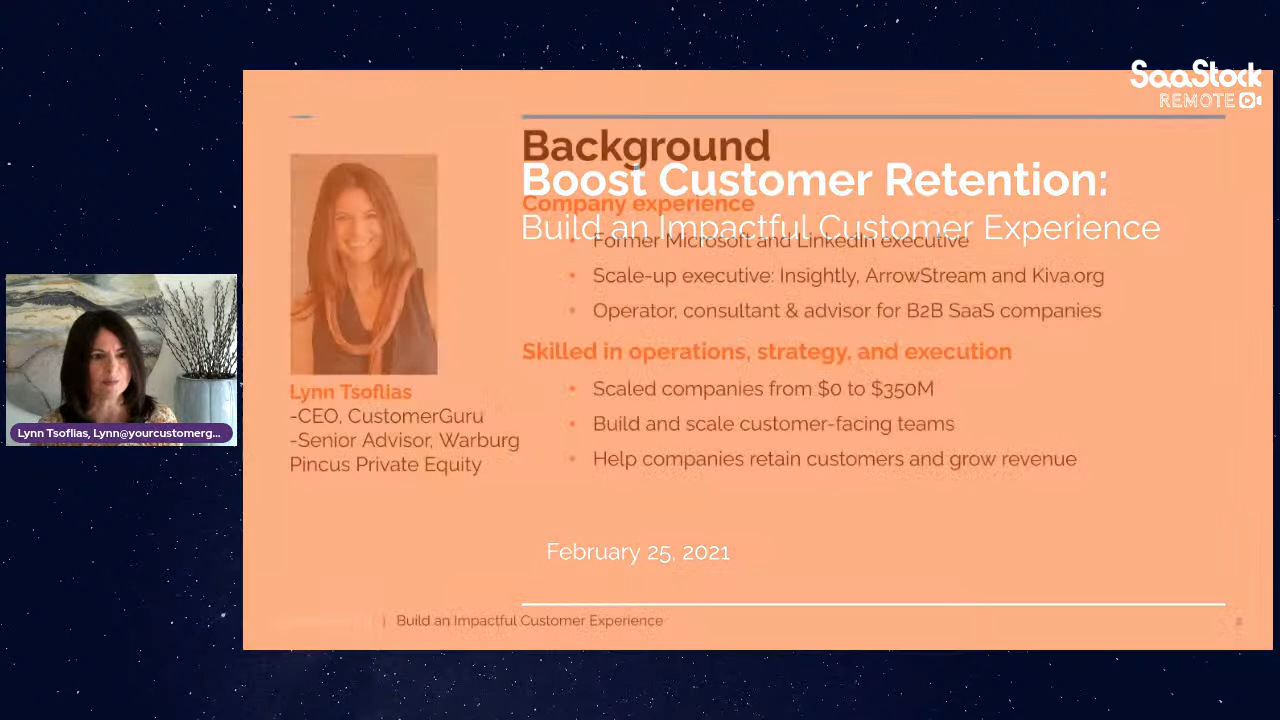 SaaStock
REMOTE
Background
Boost Customer Retention:
Company experience
Build an Impactful Customer Experience
• Former Microsoft and LinkedIn executive
• Scale-up executive: Insightly, ArrowStream and Kiva.org
• Operator, consultant & advisor for B2B SaaS companies
Skilled in operations, strategy, and execution
• Scaled companies from $0 to $350M
• Build and scale customer-facing teams
• Help companies retain customers and grow revenue
Lynn Tsoflias
-CEO, CustomerGuru
-Senior Advisor, Warburg
Pincus Private Equity
Lynn Tsoflias, Lynn@yourcustomerg...
February 25, 2021
| Build an Impactful Customer Experience